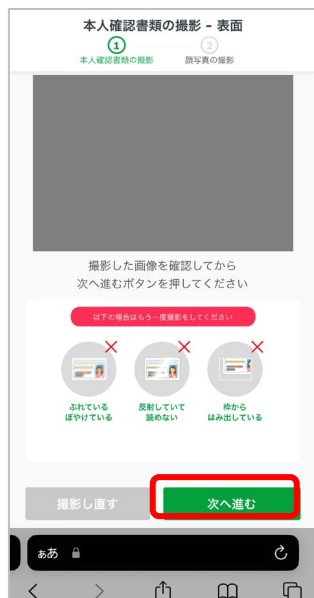 本人確認書類の撮影 - 表面
1
2
本人確認書類の撮影
顔写真の撮影
撮影した画像を確認してから
次へ進むボタンを押してください
以下の場合はもう一度撮影をしてください
ぶれている
ぼやけている
反射していて
読めない
枠から
はみ出している
撮影し直す
次へ進む
ぁあ